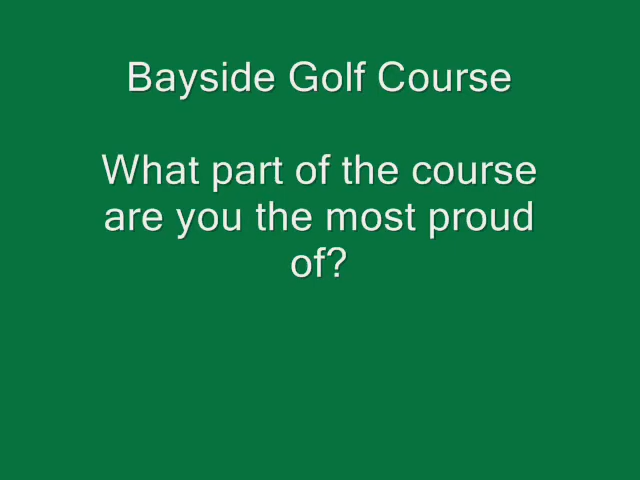 Bayside Golf Course
What part of the course
are you the most proud
of?